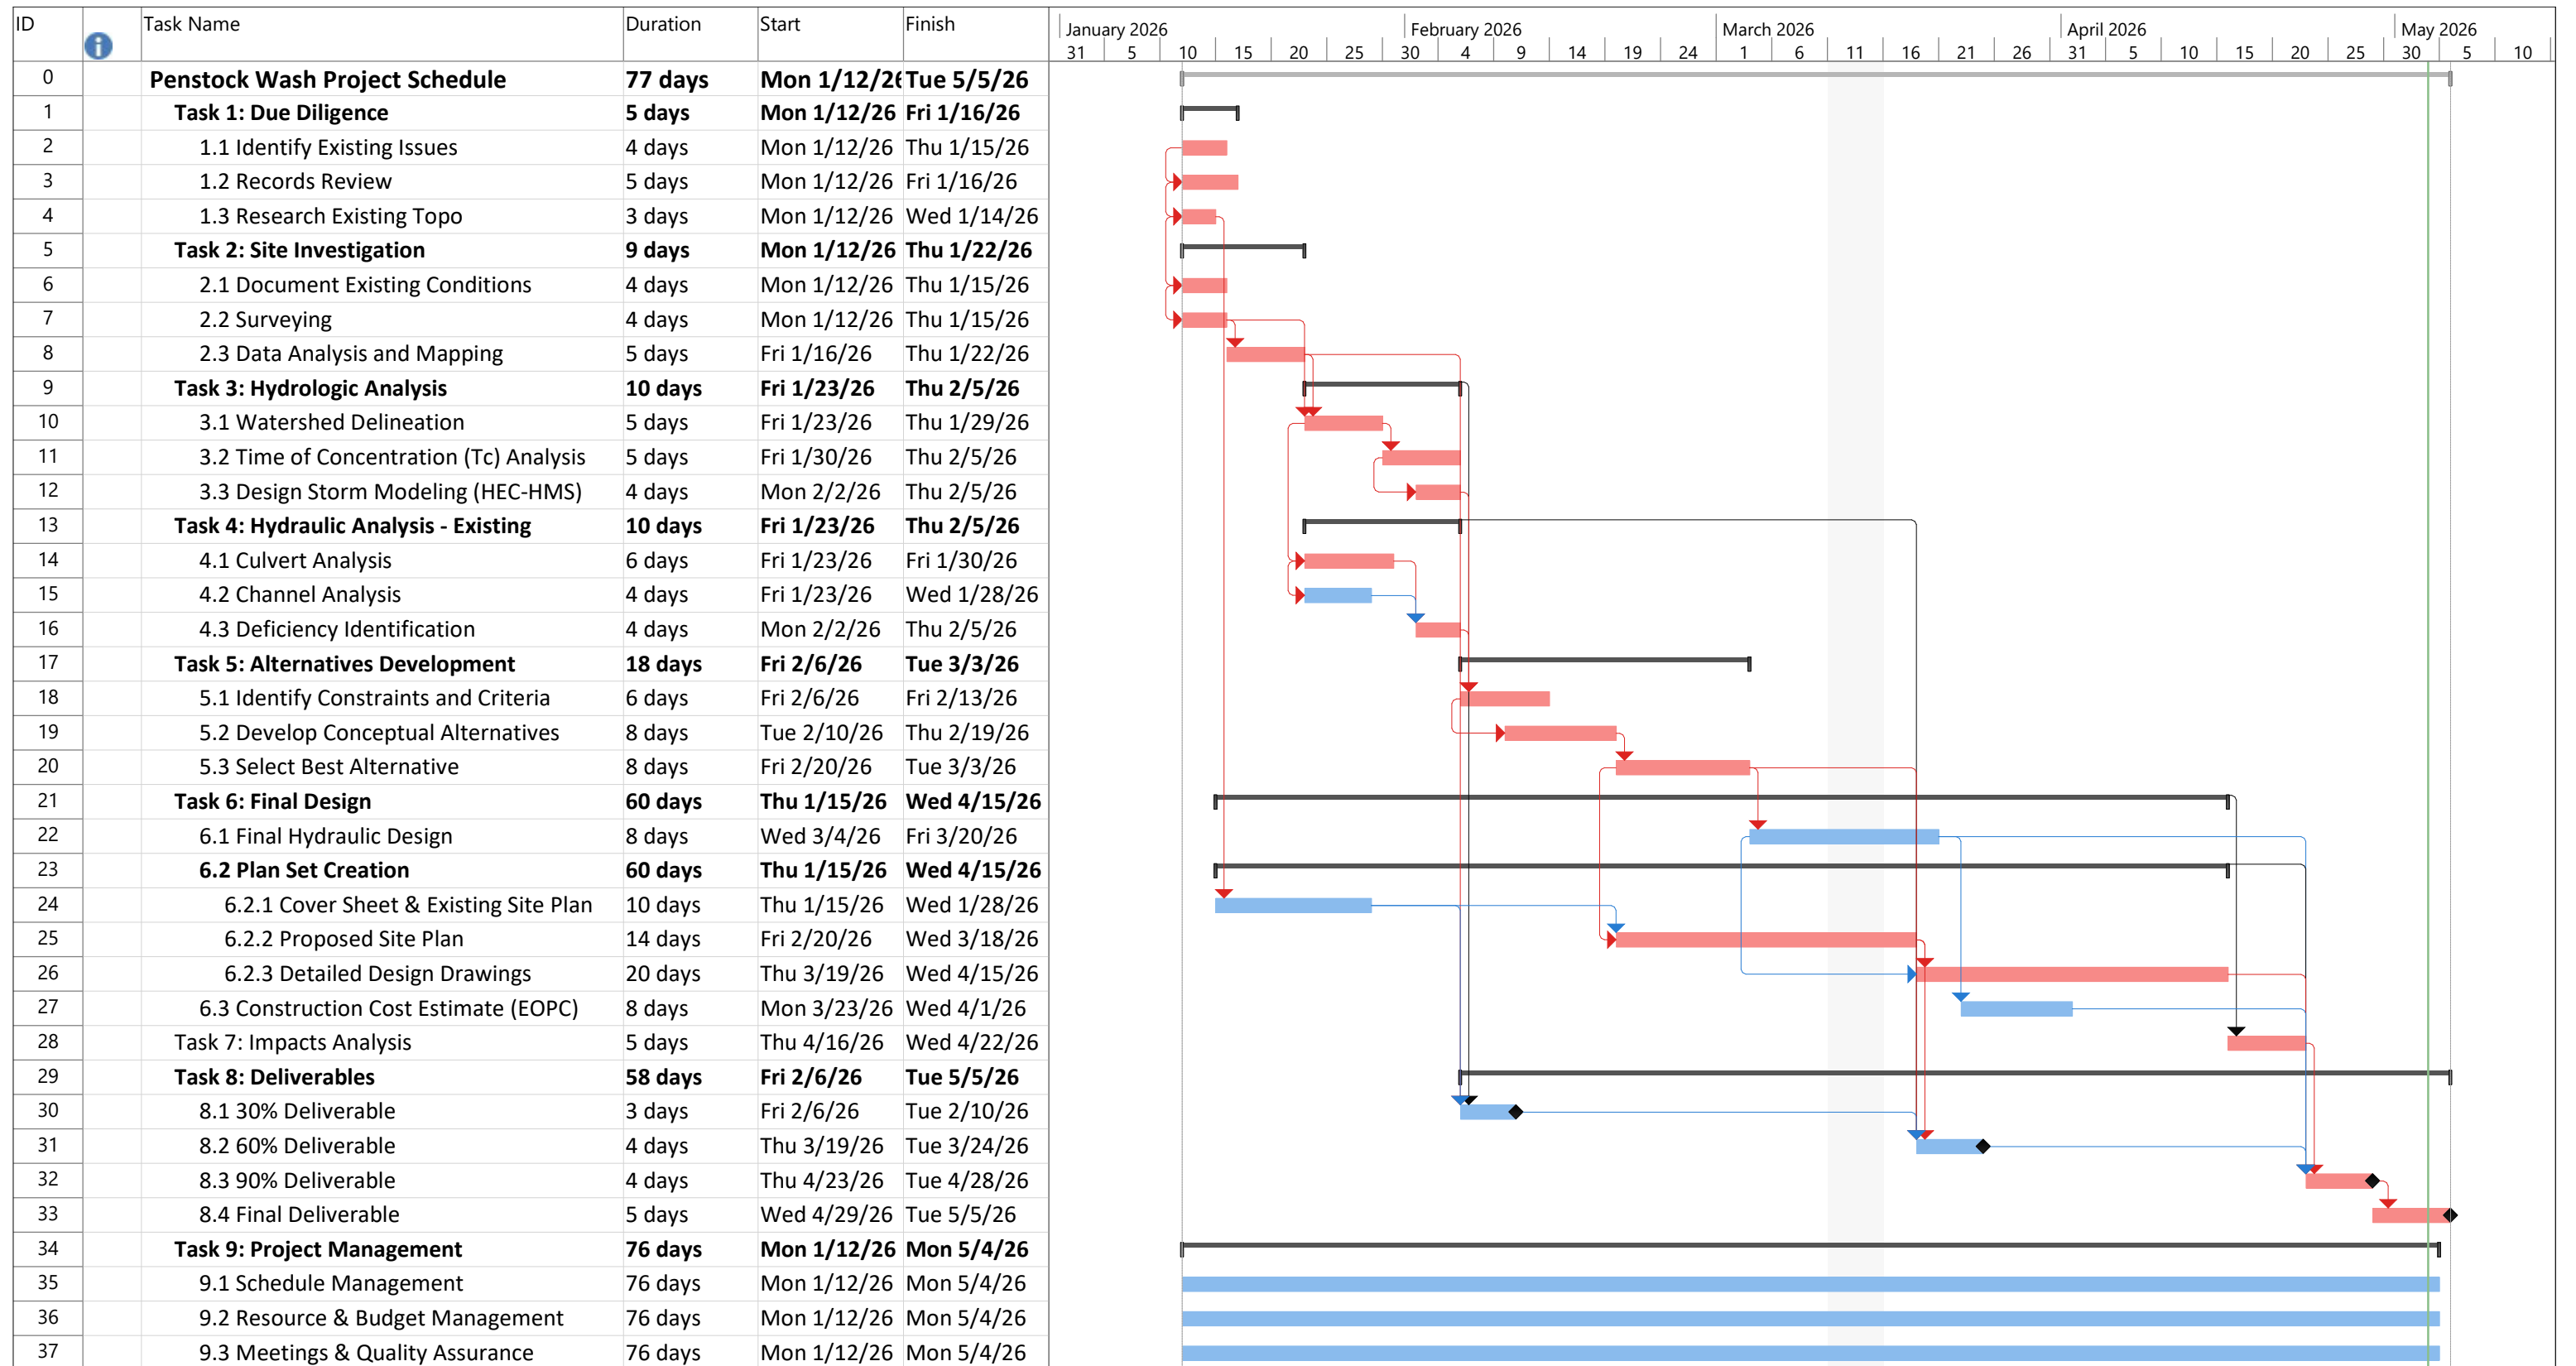 ID Task Name Duration Start Finish January 2026 February 2026 March 2026 April 2026 May 2026
31 5 10 15 20 25 30 4 9 14 19 24 1 6 11 16 21 26 31 5 10 15 20 25 30 5 10
0 Penstock Wash Project Schedule 77 days Mon 1/12/26 Tue 5/5/26
1 Task 1: Due Diligence 5 days Mon 1/12/26 Fri 1/16/26
2 1.1 Identify Existing Issues 4 days Mon 1/12/26 Thu 1/15/26
3 1.2 Records Review 5 days Mon 1/12/26 Fri 1/16/26
4 1.3 Research Existing Topo 3 days Mon 1/12/26 Wed 1/14/26
5 Task 2: Site Investigation 9 days Mon 1/12/26 Thu 1/22/26
6 2.1 Document Existing Conditions 4 days Mon 1/12/26 Thu 1/15/26
7 2.2 Surveying 4 days Mon 1/12/26 Thu 1/15/26
8 2.3 Data Analysis and Mapping 5 days Fri 1/16/26 Thu 1/22/26
9 Task 3: Hydrologic Analysis 10 days Fri 1/23/26 Thu 2/5/26
10 3.1 Watershed Delineation 5 days Fri 1/23/26 Thu 1/29/26
11 3.2 Time of Concentration (Tc) Analysis 5 days Fri 1/30/26 Thu 2/5/26
12 3.3 Design Storm Modeling (HEC-HMS) 4 days Mon 2/2/26 Thu 2/5/26
13 Task 4: Hydraulic Analysis - Existing 10 days Fri 1/23/26 Thu 2/5/26
14 4.1 Culvert Analysis 6 days Fri 1/23/26 Fri 1/30/26
15 4.2 Channel Analysis 4 days Fri 1/23/26 Wed 1/28/26
16 4.3 Deficiency Identification 4 days Mon 2/2/26 Thu 2/5/26
17 Task 5: Alternatives Development 18 days Fri 2/6/26 Tue 3/3/26
18 5.1 Identify Constraints and Criteria 6 days Fri 2/6/26 Fri 2/13/26
19 5.2 Develop Conceptual Alternatives 8 days Tue 2/10/26 Thu 2/19/26
20 5.3 Select Best Alternative 8 days Fri 2/20/26 Tue 3/3/26
21 Task 6: Final Design 60 days Thu 1/15/26 Wed 4/15/26
22 6.1 Final Hydraulic Design 8 days Wed 3/4/26 Fri 3/20/26
23 6.2 Plan Set Creation 60 days Thu 1/15/26 Wed 4/15/26
24 6.2.1 Cover Sheet & Existing Site Plan 10 days Thu 1/15/26 Wed 1/28/26
25 6.2.2 Proposed Site Plan 14 days Fri 2/20/26 Wed 3/18/26
26 6.2.3 Detailed Design Drawings 20 days Thu 3/19/26 Wed 4/15/26
27 6.3 Construction Cost Estimate (EOPC) 8 days Mon 3/23/26 Wed 4/1/26
28 Task 7: Impacts Analysis 5 days Thu 4/16/26 Wed 4/22/26
29 Task 8: Deliverables 58 days Fri 2/6/26 Tue 5/5/26
30 8.1 30% Deliverable 3 days Fri 2/6/26 Tue 2/10/26
31 8.2 60% Deliverable 4 days Thu 3/19/26 Tue 3/24/26
32 8.3 90% Deliverable 4 days Thu 4/23/26 Tue 4/28/26
33 8.4 Final Deliverable 5 days Wed 4/29/26 Tue 5/5/26
34 Task 9: Project Management 76 days Mon 1/12/26 Mon 5/4/26
35 9.1 Schedule Management 76 days Mon 1/12/26 Mon 5/4/26
36 9.2 Resource & Budget Management 76 days Mon 1/12/26 Mon 5/4/26
37 9.3 Meetings & Quality Assurance 76 days Mon 1/12/26 Mon 5/4/26